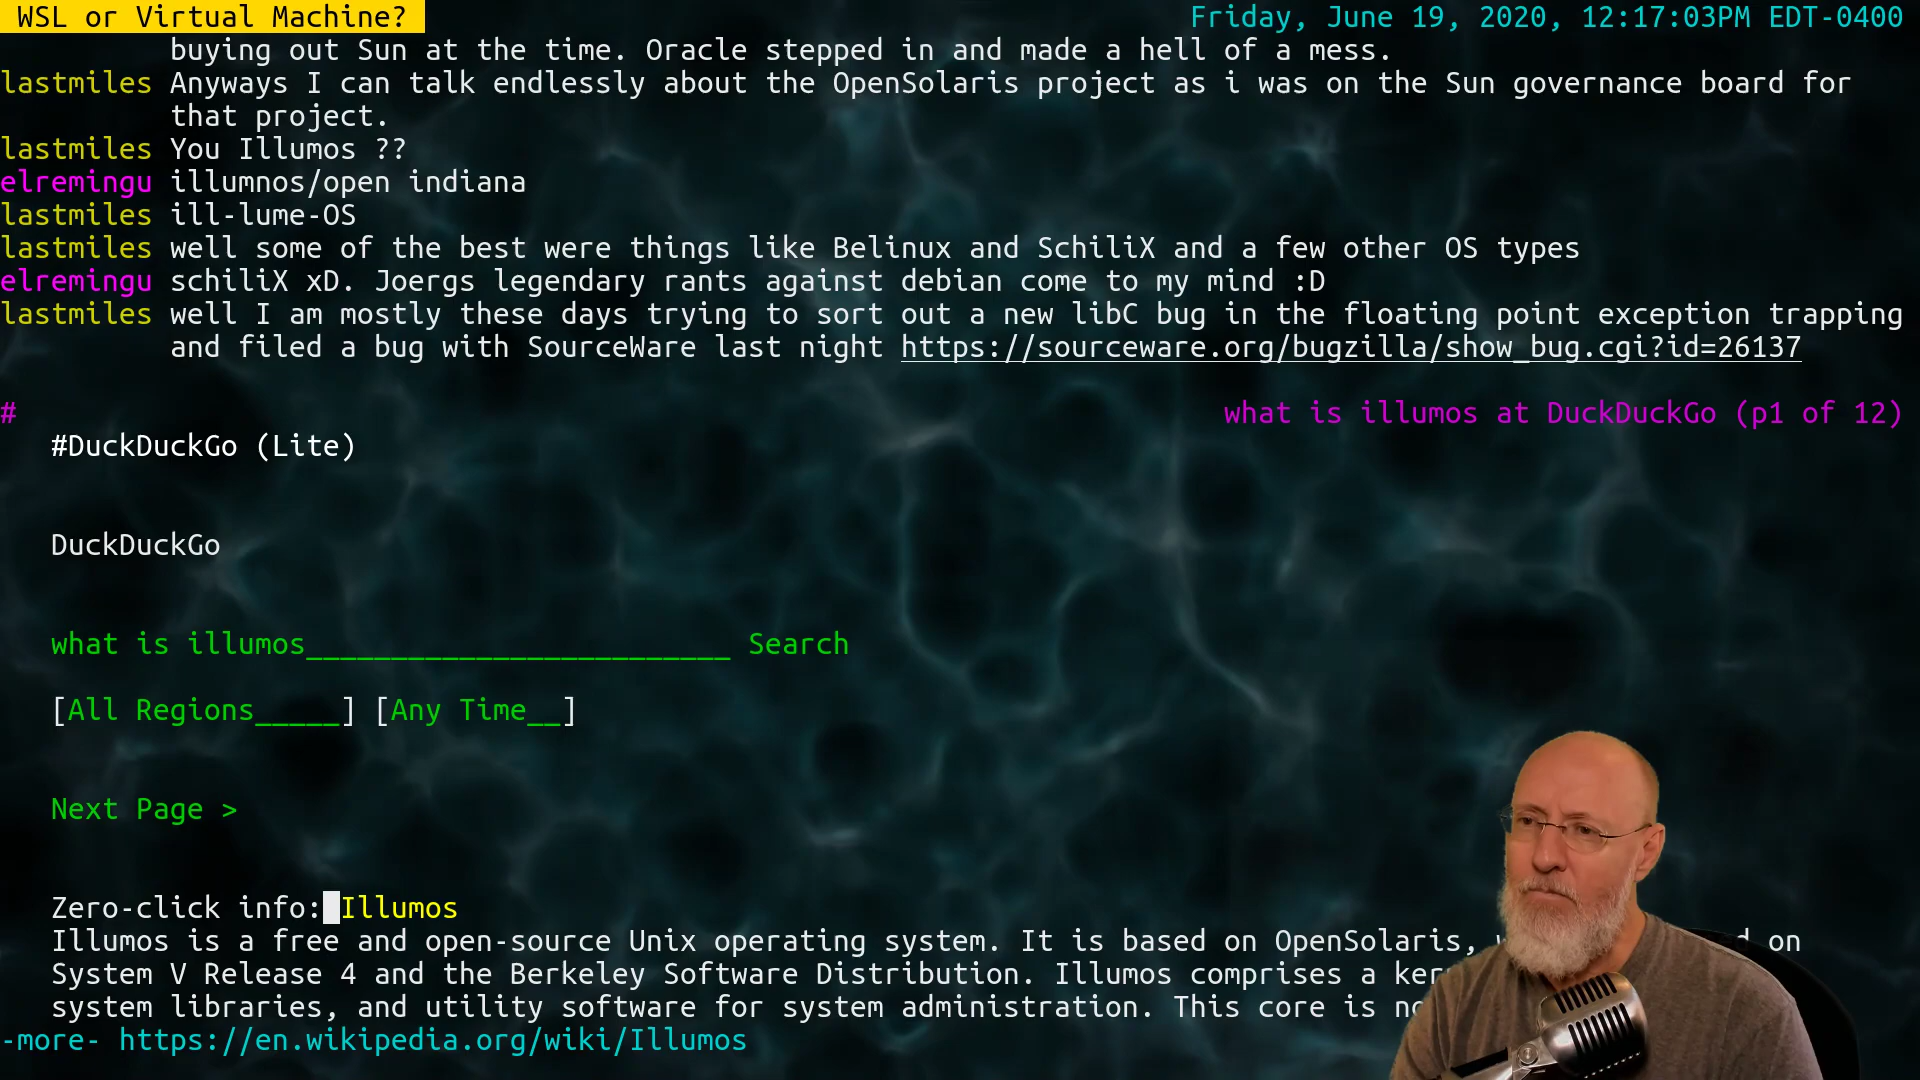 WSL or Virtual Machine? Friday, June 19, 2020, 12:17:03PM EDT-0400
buying out Sun at the time. Oracle stepped in and made a hell of a mess.
lastmiles Anyways I can talk endlessly about the OpenSolaris project as i was on the Sun governance board for
that project.
lastmiles You Illumos ??
elremingu illumnos/open indiana
lastmiles ill-lume-OS
lastmiles well some of the best were things like Belinux and SchiliX and a few other OS types
elremingu schiliX xD. Joergs legendary rants against debian come to my mind :D
lastmiles well I am mostly these days trying to sort out a new libC bug in the floating point exception trapping
and filed a bug with SourceWare last night https://sourceware.org/bugzilla/show_bug.cgi?id=26137
# what is illumos at DuckDuckGo (p1 of 12)
#DuckDuckGo (Lite)
DuckDuckGo
what is illumos_________________________ Search
[All Regions_____] [Any Time__]
Next Page >
Zero-click info: Illumos
Illumos is a free and open-source Unix operating system. It is based on OpenSolaris, on
System V Release 4 and the Berkeley Software Distribution. Illumos comprises a
system libraries, and utility software for system administration. This core is
-more- https://en.wikipedia.org/wiki/Illumos